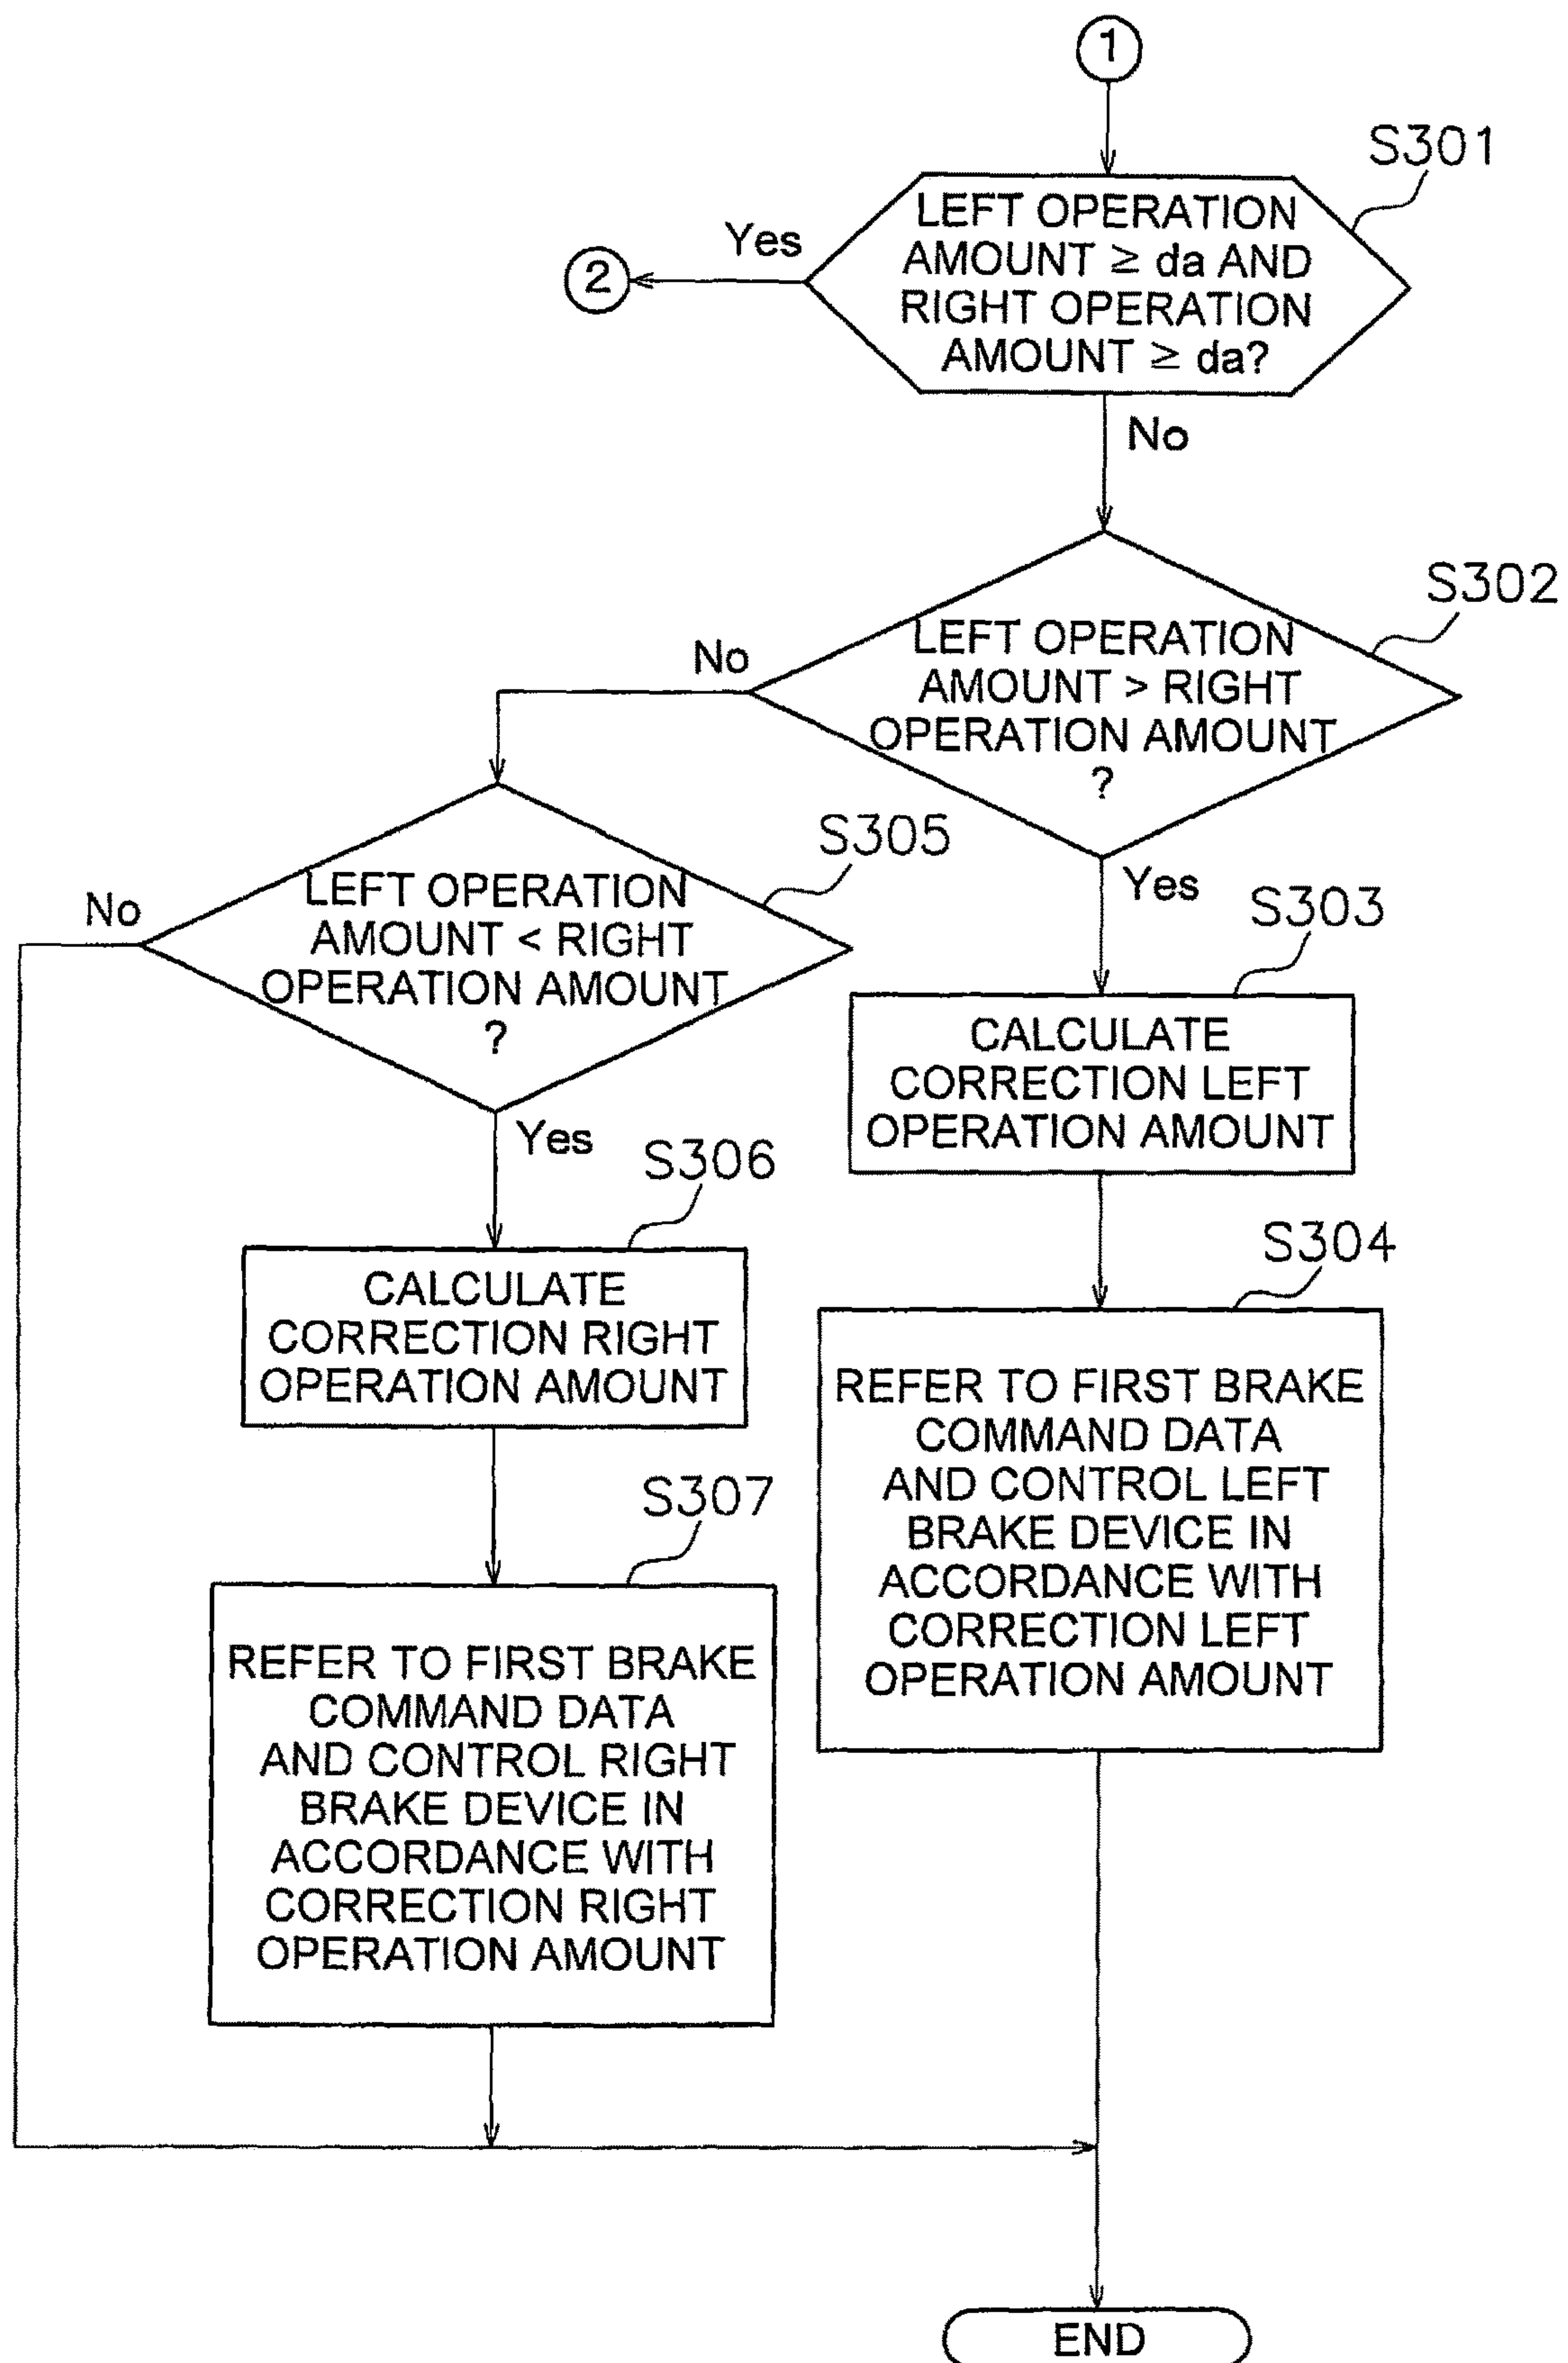 1
S301
LEFT OPERATION
AMOUNT ≥ da AND
RIGHT OPERATION
AMOUNT ≥ da?
Yes
2
No
S302
LEFT OPERATION
AMOUNT > RIGHT
OPERATION AMOUNT
?
No
Yes
S305
LEFT OPERATION
AMOUNT < RIGHT
OPERATION AMOUNT
?
No
Yes
S303
CALCULATE
CORRECTION LEFT
OPERATION AMOUNT
S306
CALCULATE
CORRECTION RIGHT
OPERATION AMOUNT
S304
REFER TO FIRST BRAKE
COMMAND DATA
AND CONTROL LEFT
BRAKE DEVICE IN
ACCORDANCE WITH
CORRECTION LEFT
OPERATION AMOUNT
S307
REFER TO FIRST BRAKE
COMMAND DATA
AND CONTROL RIGHT
BRAKE DEVICE IN
ACCORDANCE WITH
CORRECTION RIGHT
OPERATION AMOUNT
END